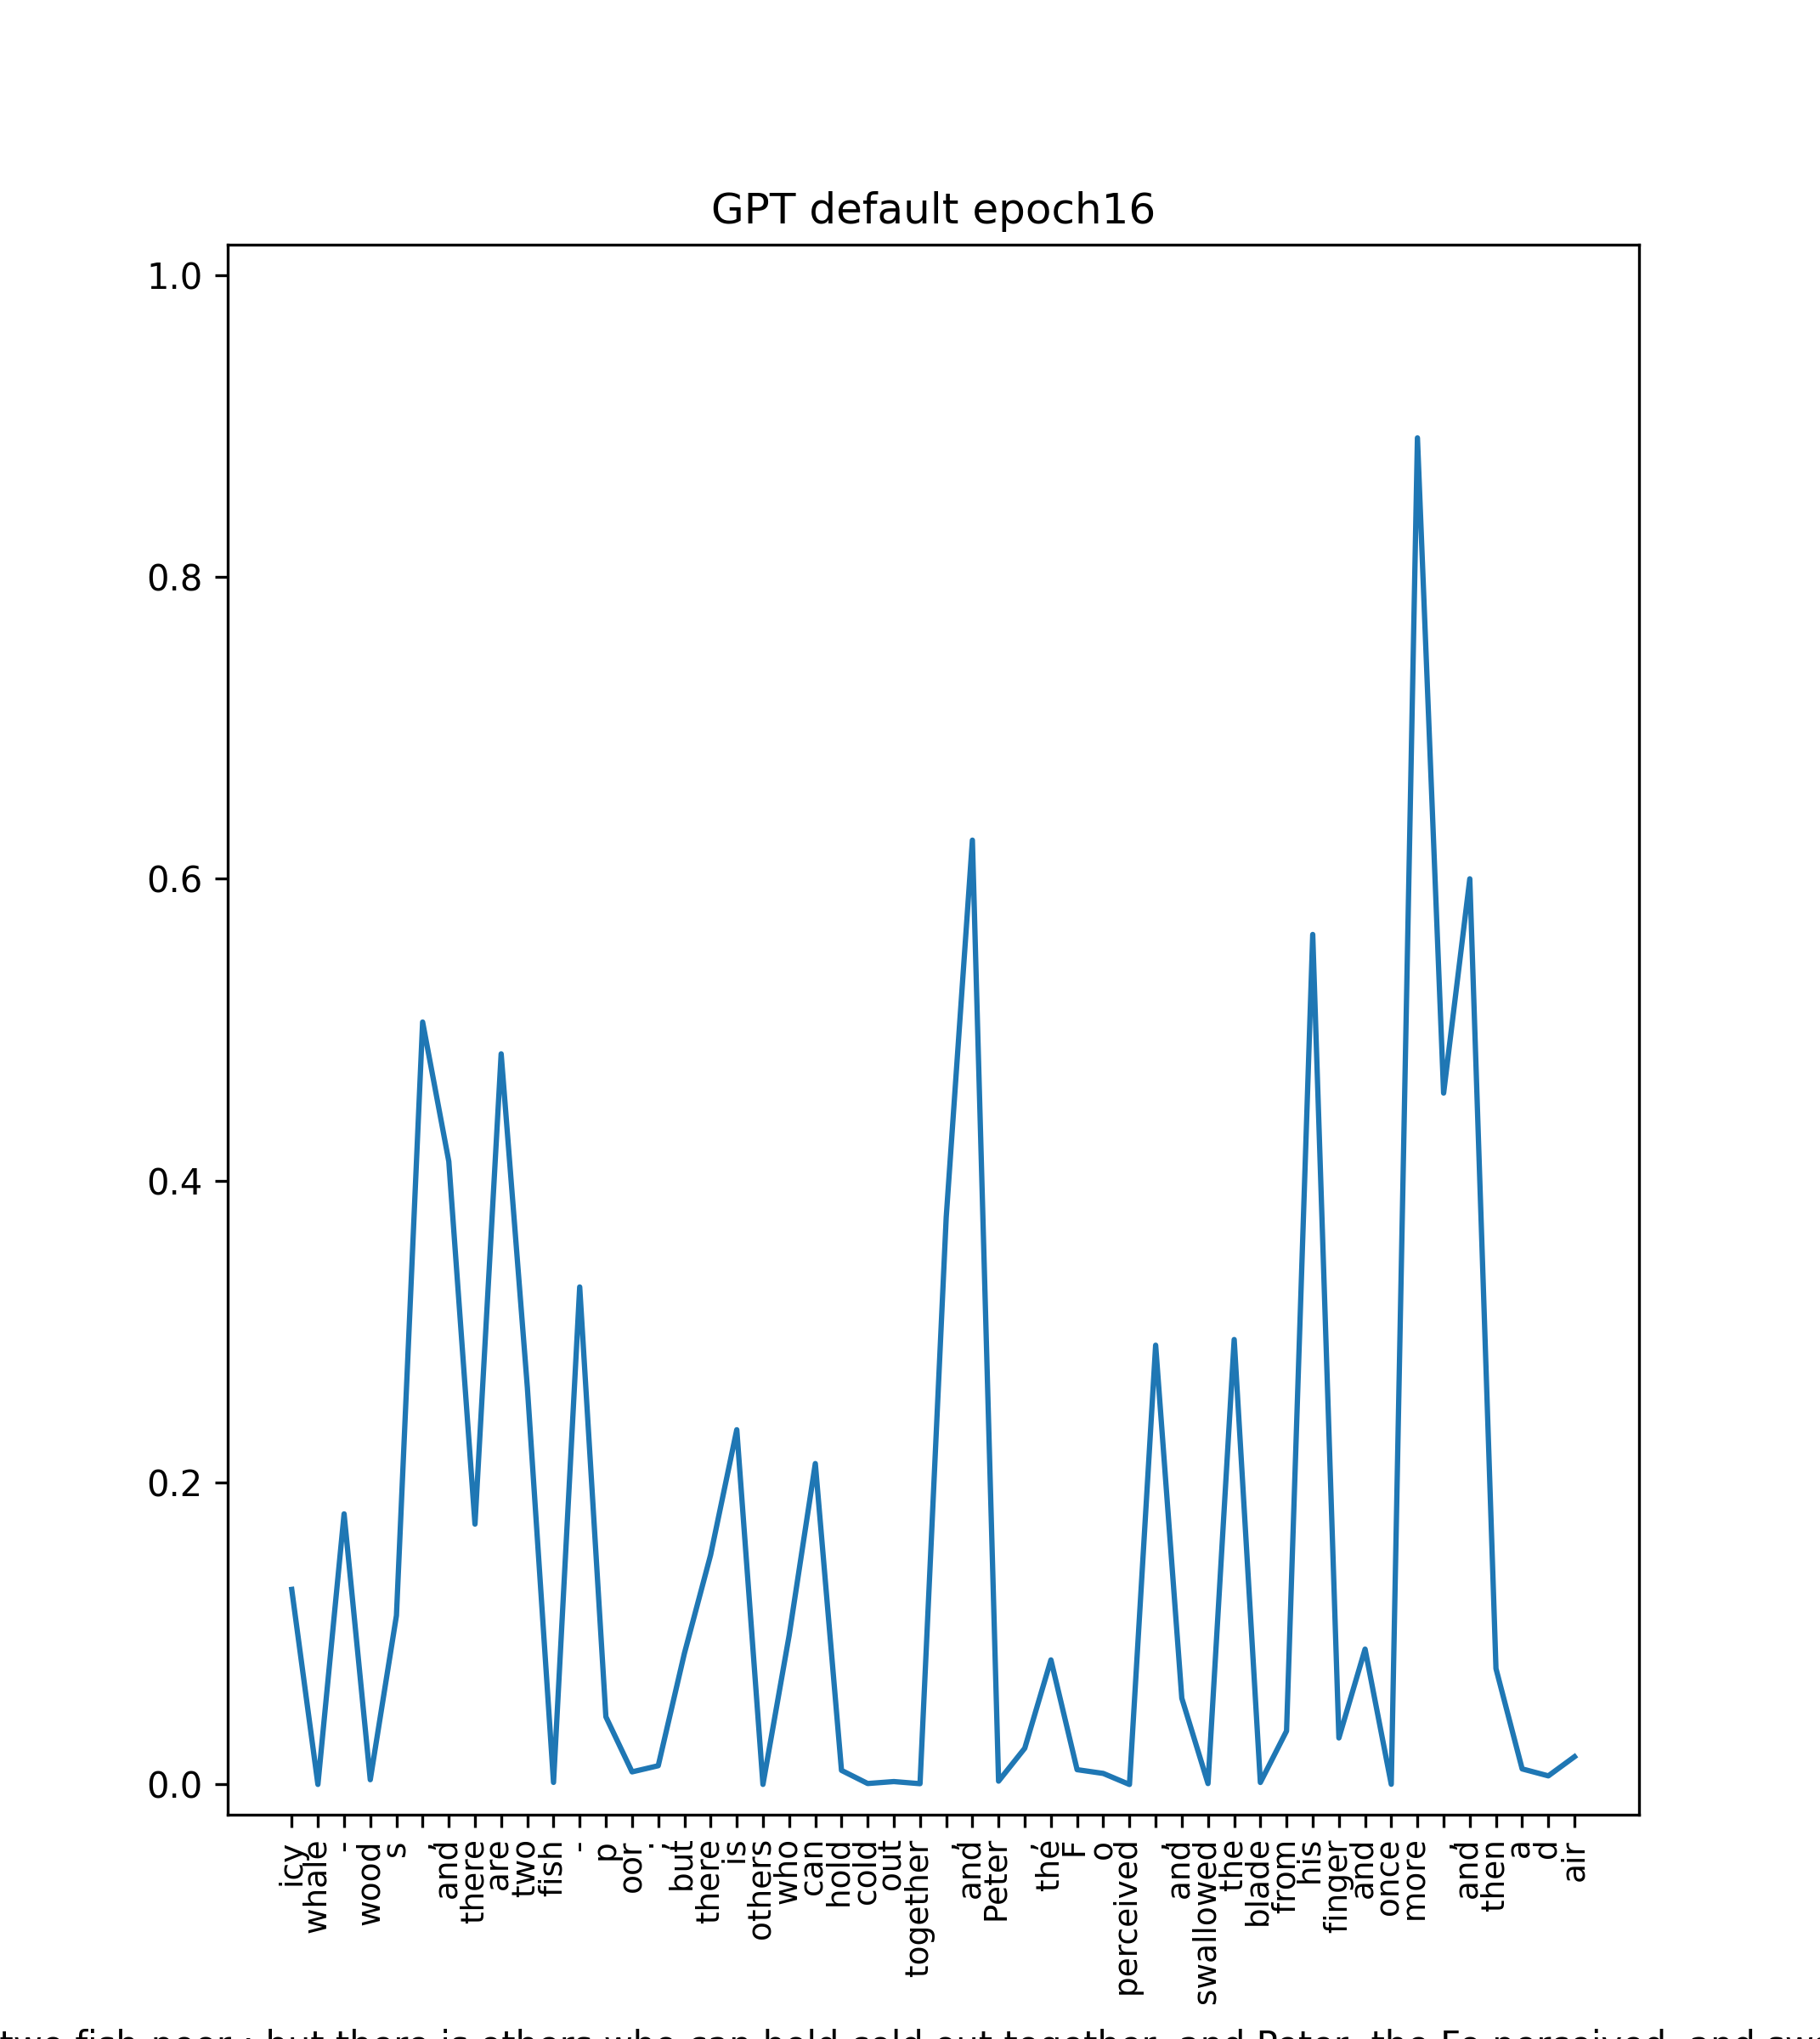 GPT default epoch16
1.0
0.8
0.6
0.4
0.2
0.0
icy
whale
-
wood
s
,
and
there
are
two
fish
-
p
oor
;
but
there
is
others
who
can
hold
cold
out
together
,
and
Peter
,
the
F
o
perceived
,
and
swallowed
the
blade
from
his
finger
and
once
more
,
and
then
a
d
air
two fish-poor ; but there is others who can hold cold out together, and Peter, the Fo perceived, and sw